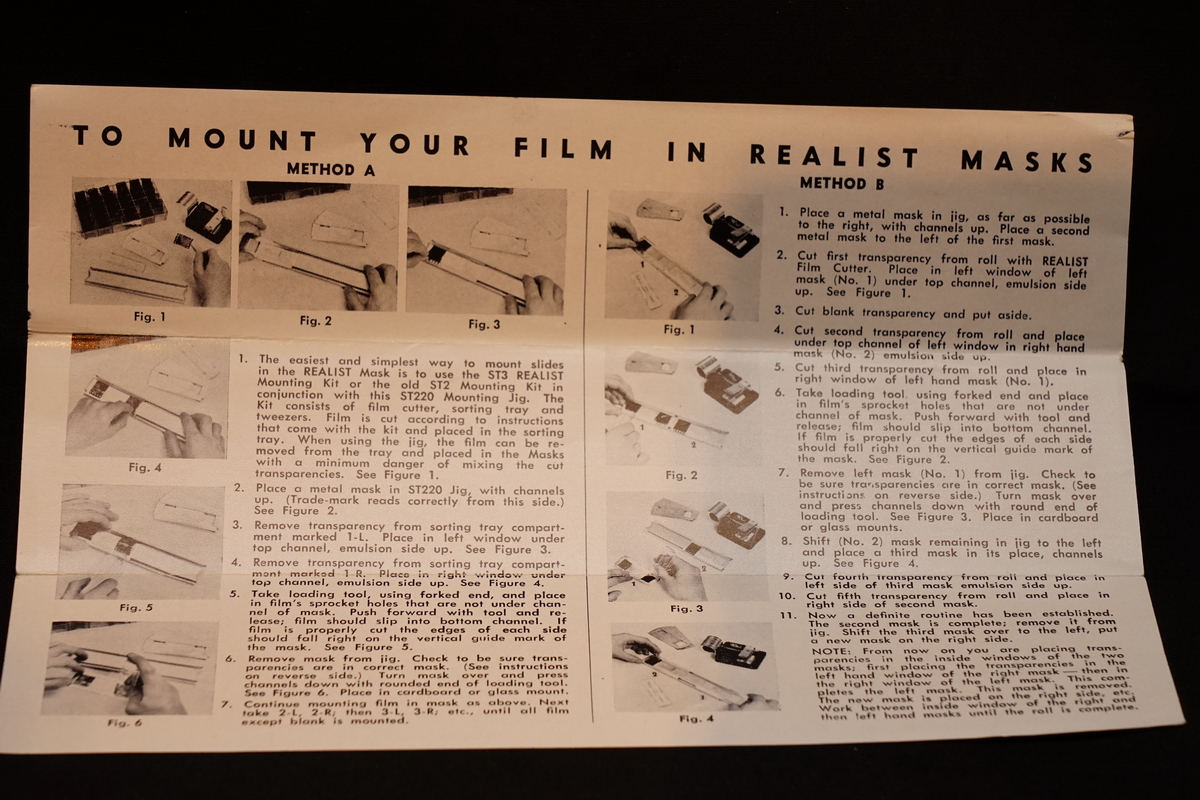 TO MOUNT YOUR FILM IN REALIST MASKS
METHOD A
Fig. 1
Fig. 2
Fig. 3
Fig. 4
Fig. 5
Fig. 6
1. The easiest and simplest way to mount slides
in the REALIST Mask is to use the ST3 REALIST
Mounting Kit or the old ST2 Mounting Kit in
conjunction with this ST220 Mounting Jig. The
Kit consists of film cutter, sorting tray and
tweezers. Film is cut according to instructions
that come with the kit and placed in the sorting
tray. When using the jig, the film can be re-
moved from the tray and placed in the Masks
with a minimum danger of mixing the cut
transparencies. See Figure 1.
2. Place a metal mask in ST220 Jig, with channels
up. (Trade-mark reads correctly from this side.)
See Figure 2.
3. Remove transparency from sorting tray compart-
ment marked 1-L. Place in left window under
top channel, emulsion side up. See Figure 3.
4. Remove transparency from sorting tray compart-
ment marked 1-R. Place in right window under
top channel, emulsion side up. See Figure 4.
5. Take loading tool, using forked end, and place
in film's sprocket holes that are not under chan-
nel of mask. Push forward with tool and re-
lease; film should slip into bottom channel. If
film is properly cut the edges of each side
should fall right on the vertical guide mark of
the mask. See Figure 5.
6. Remove mask from jig. Check to be sure trans-
parencies are in correct mask. (See instructions
on reverse side.) Turn mask over and press
channels down with rounded end of loading tool.
See Figure 6. Place in cardboard or glass mount.
7. Continue mounting film in mask as above. Next
take 2-L, 2-R; then 3-L, 3-R; etc., until all film
except blank is mounted.
METHOD B
Fig. 1
Fig. 2
Fig. 3
Fig. 4
1. Place a metal mask in jig, as far as possible
to the right, with channels up. Place a second
metal mask to the left of the first mask.
2. Cut first transparency from roll with REALIST
Film Cutter. Place in left window of left
mask (No. 1) under top channel, emulsion side
up. See Figure 1.
3. Cut blank transparency and put aside.
4. Cut second transparency from roll and place
under top channel of left window in right hand
mask (No. 2) emulsion side up.
5. Cut third transparency from roll and place in
right window of left hand mask (No. 1).
6. Take loading tool, using forked end and place
in film's sprocket holes that are not under
channel of mask. Push forward with tool and
release; film should slip into bottom channel.
If film is properly cut the edges of each side
should fall right on the vertical guide mark of
the mask. See Figure 2.
7. Remove left mask (No. 1) from jig. Check to
be sure transparencies are in correct mask. (See
instructions on reverse side.) Turn mask over
and press channels down with round end of
loading tool. See Figure 3. Place in cardboard
or glass mounts.
8. Shift (No. 2) mask remaining in jig to the left
and place a third mask in its place, channels
up. See Figure 4.
9. Cut fourth transparency from roll and place in
left side of third mask emulsion side up.
10. Cut fifth transparency from roll and place in
right side of second mask.
11. Now a definite routine has been established.
The second mask is complete; remove it from
jig. Shift the third mask over to the left, put
a new mask on the right side.
NOTE: From now on you are placing trans-
parencies in the inside windows of the two
masks; first placing the transparencies in the
left hand window of the right mask — then in
the right window of the left mask. This com-
pletes the left mask. This mask is removed.
The new mask is placed on the right side, etc.
Work between inside window of the right and
then left hand masks until the roll is complete.